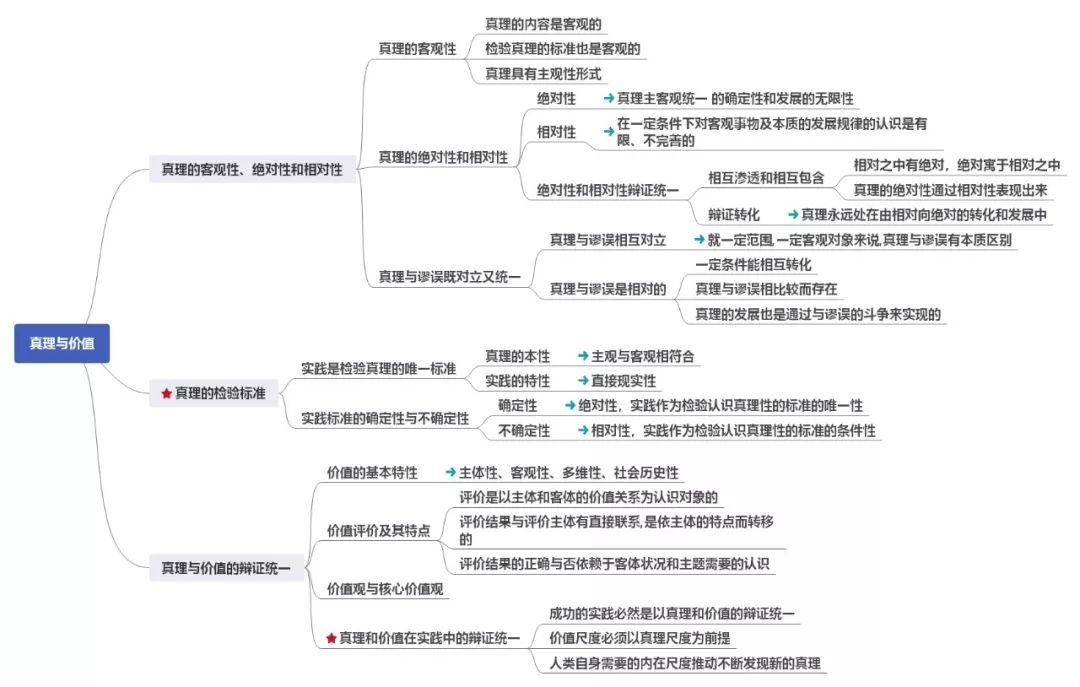 真理与价值
真理的客观性、绝对性和相对性
真理的客观性
真理的内容是客观的
检验真理的标准也是客观的
真理具有主观性形式
真理的绝对性和相对性
绝对性
真理主客观统一 的确定性和发展的无限性
相对性
在一定条件下对客观事物及本质的发展规律的认识是有
限、不完善的
绝对性和相对性辩证统一
相互渗透和相互包含
相对之中有绝对，绝对寓于相对之中
真理的绝对性通过相对性表现出来
辩证转化
真理永远处在由相对向绝对的转化和发展中
真理与谬误既对立又统一
真理与谬误相互对立
就一定范围,一定客观对象来说,真理与谬误有本质区别
真理与谬误是相对的
一定条件能相互转化
真理与谬误相比较而存在
真理的发展也是通过与谬误的斗争来实现的
真理的检验标准
实践是检验真理的唯一标准
真理的本性
主观与客观相符合
实践的特性
直接现实性
实践标准的确定性与不确定性
确定性
绝对性，实践作为检验认识真理性的标准的唯一性
不确定性
相对性，实践作为检验认识真理性的标准的条件性
真理与价值的辩证统一
价值的基本特性
主体性、客观性、多维性、社会历史性
价值评价及其特点
评价是以主体和客体的价值关系为认识对象的
评价结果与评价主体有直接联系,是依主体的特点而转移
的
评价结果的正确与否依赖于客体状况和主题需要的认识
价值观与核心价值观
真理和价值在实践中的辩证统一
成功的实践必然是以真理和价值的辩证统一
价值尺度必须以真理尺度为前提
人类自身需要的内在尺度推动不断发现新的真理